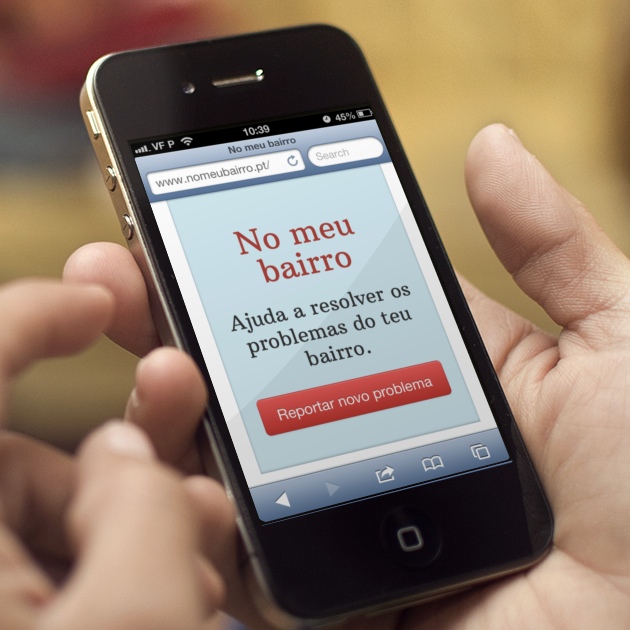 VF P 10:39 45%
No meu bairro
www.nomeubairro.pt/ Search
No meu
bairro
Ajuda a resolver os
problemas do teu
bairro.
Reportar novo problema